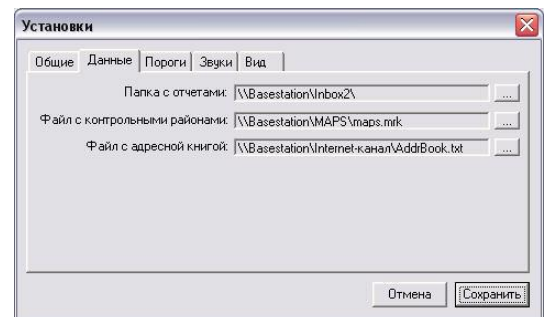 Установки
Общие Данные Пороги Звуки Вид
Папка с отчетами: \\Basestation\Inbox2\ ...
Файл с контрольными районами: \\Basestation\MAPS\maps.mrk ...
Файл с адресной книгой: \\Basestation\Internet-канал\AddrBook.txt ...
Отмена Сохранить